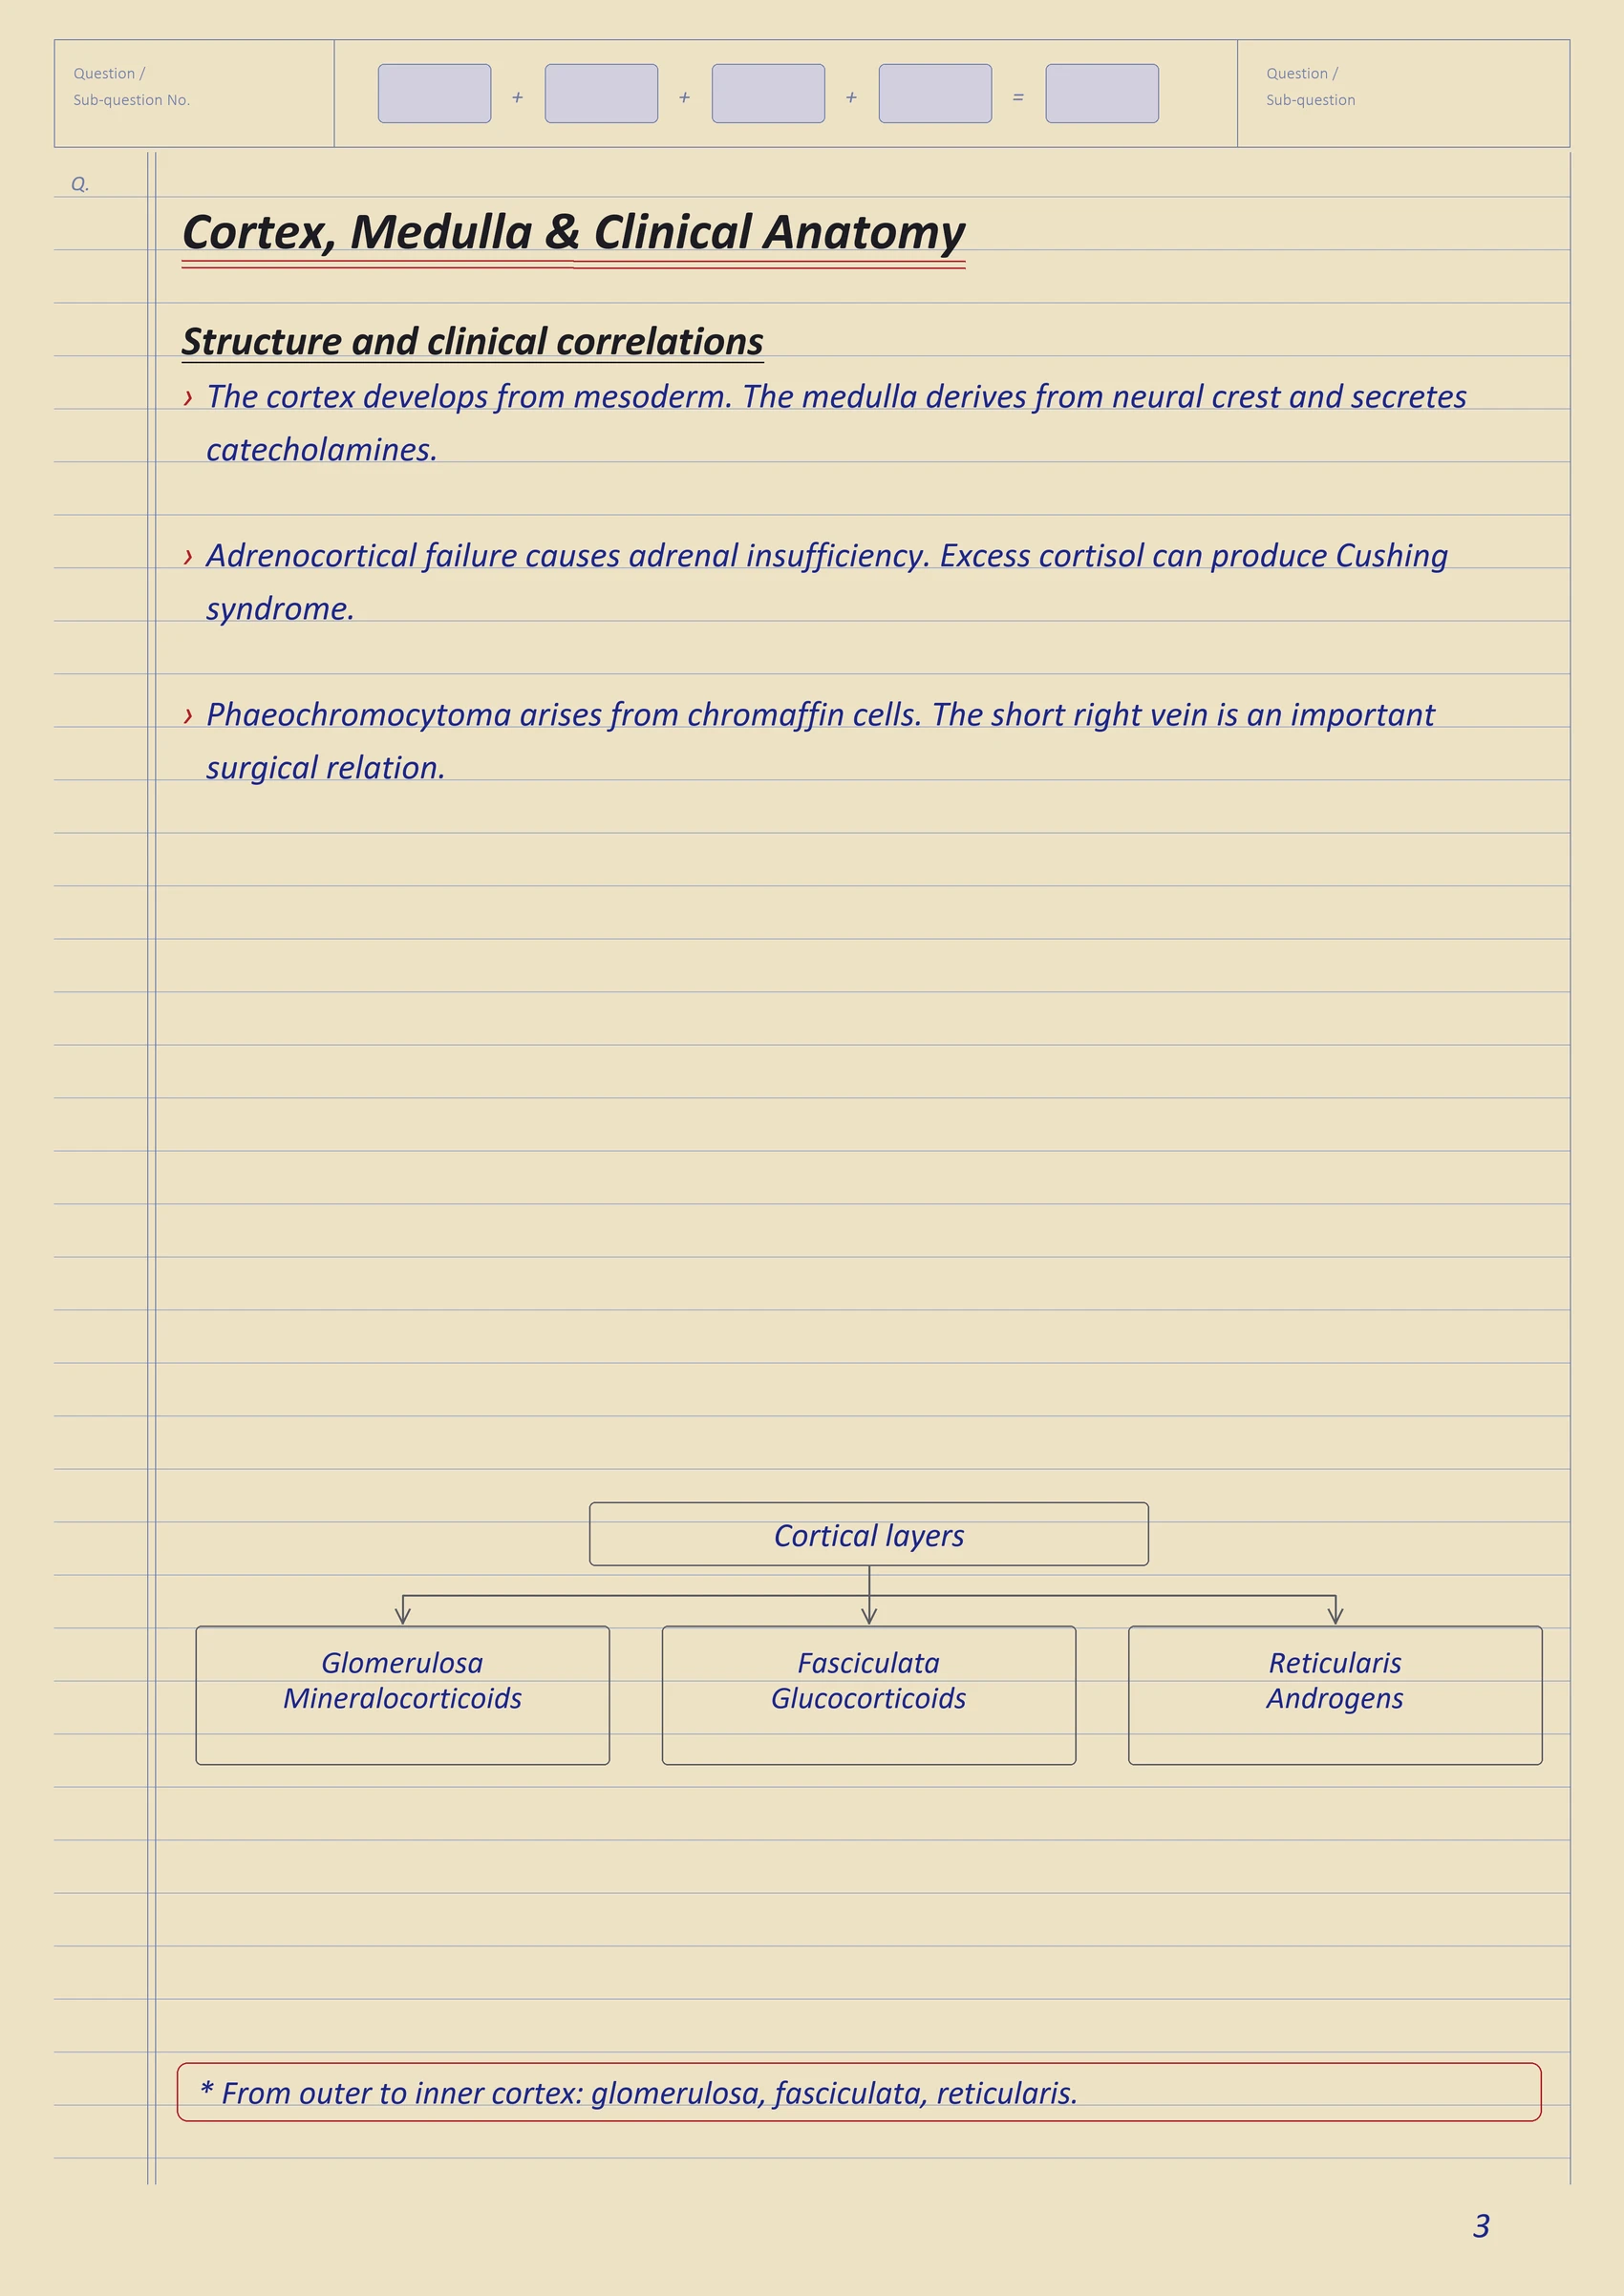 Question /
Sub-question No.
+ + + =
Question /
Sub-question
Q.
Cortex, Medulla & Clinical Anatomy
Structure and clinical correlations
› The cortex develops from mesoderm. The medulla derives from neural crest and secretes
catecholamines.
› Adrenocortical failure causes adrenal insufficiency. Excess cortisol can produce Cushing
syndrome.
› Phaeochromocytoma arises from chromaffin cells. The short right vein is an important
surgical relation.
Cortical layers
Glomerulosa
Mineralocorticoids
Fasciculata
Glucocorticoids
Reticularis
Androgens
* From outer to inner cortex: glomerulosa, fasciculata, reticularis.
3